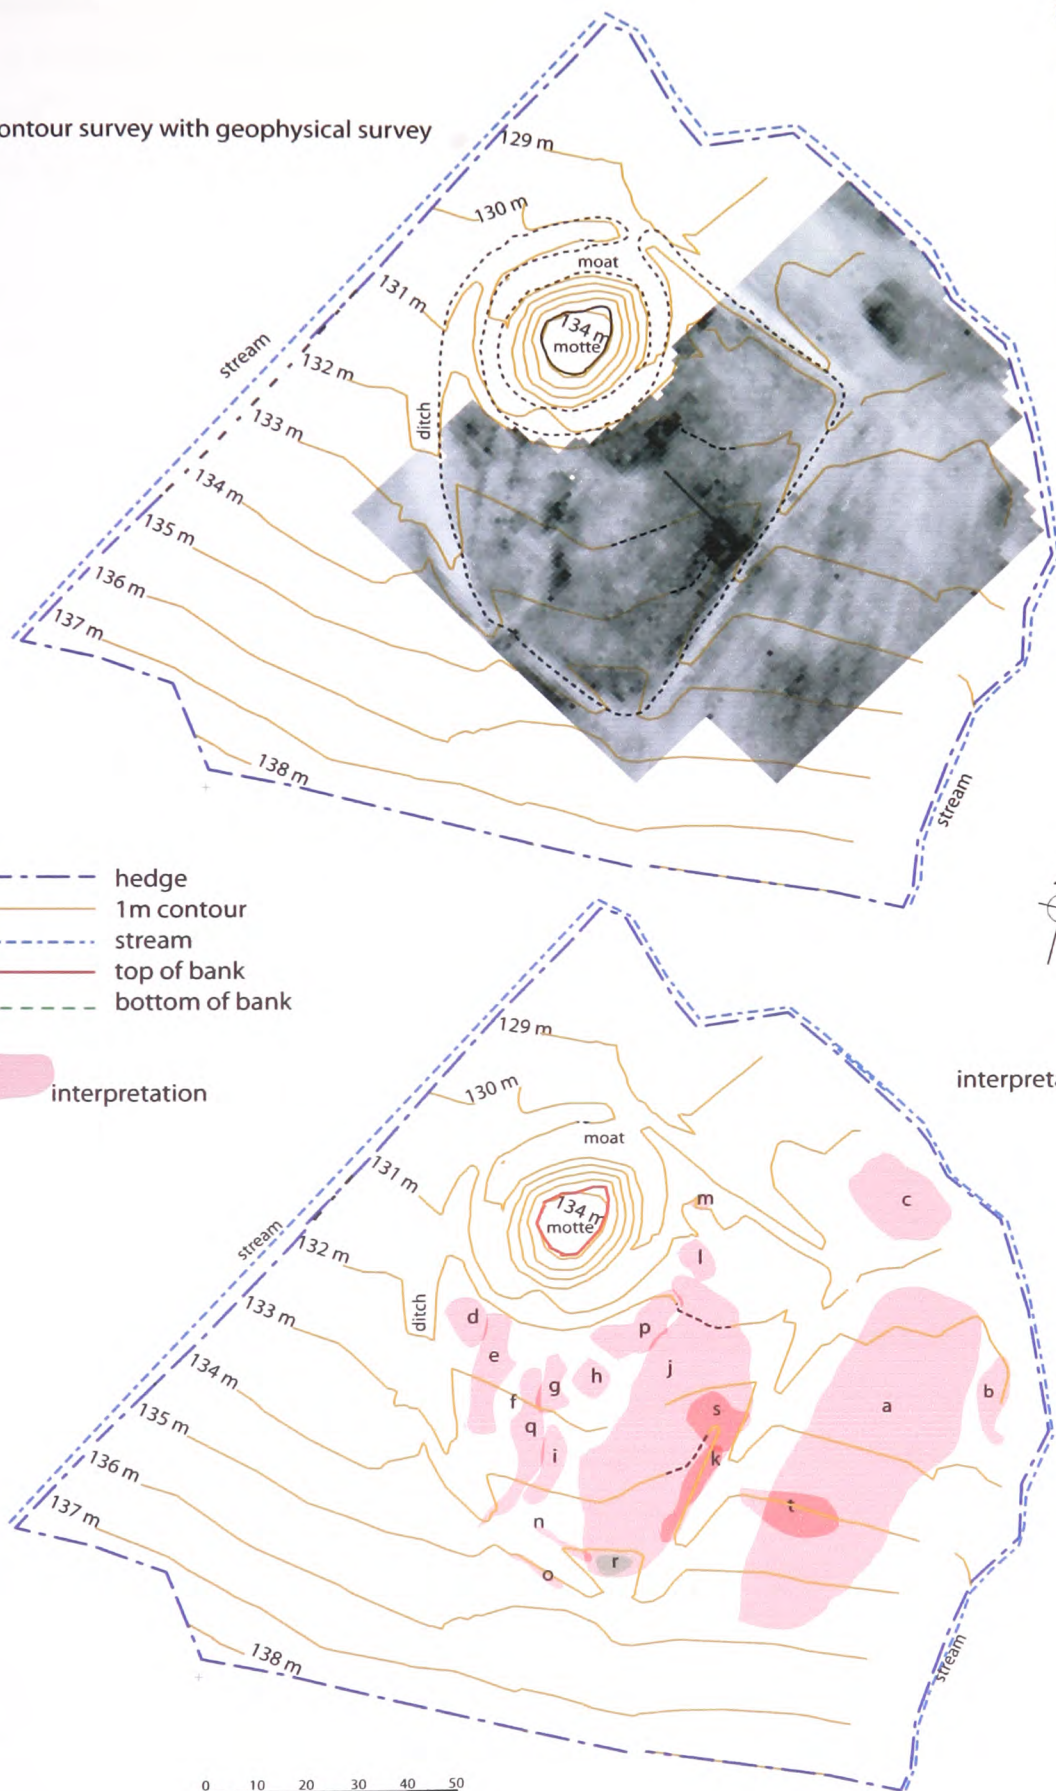 ontour survey with geophysical survey
129 m
130 m
moat
131 m
134 m
motte
stream
132 m
ditch
133 m
134 m
135 m
136 m
137 m
138 m
stream
hedge
1m contour
stream
top of bank
bottom of bank
interpretation
129 m
interpreta
130 m
moat
131 m
c
m
134 m
motte
stream
l
132 m
ditch
d
133 m
p
e
j
134 m
g
h
b
f
s
a
q
135 m
i
k
136 m
t
137 m
n
r
o
138 m
stream
0 10 20 30 40 50